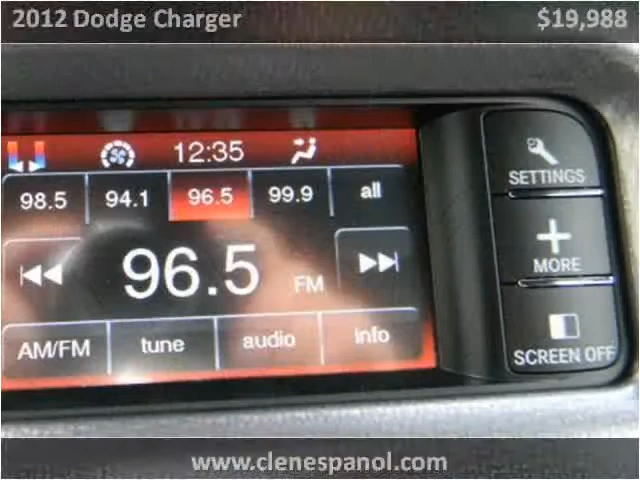 2012 Dodge Charger $19,988
12:35
98.5 94.1 96.5 99.9 all
SETTINGS
96.5 FM
MORE
AM/FM tune audio info
SCREEN OFF
www.clenespanol.com